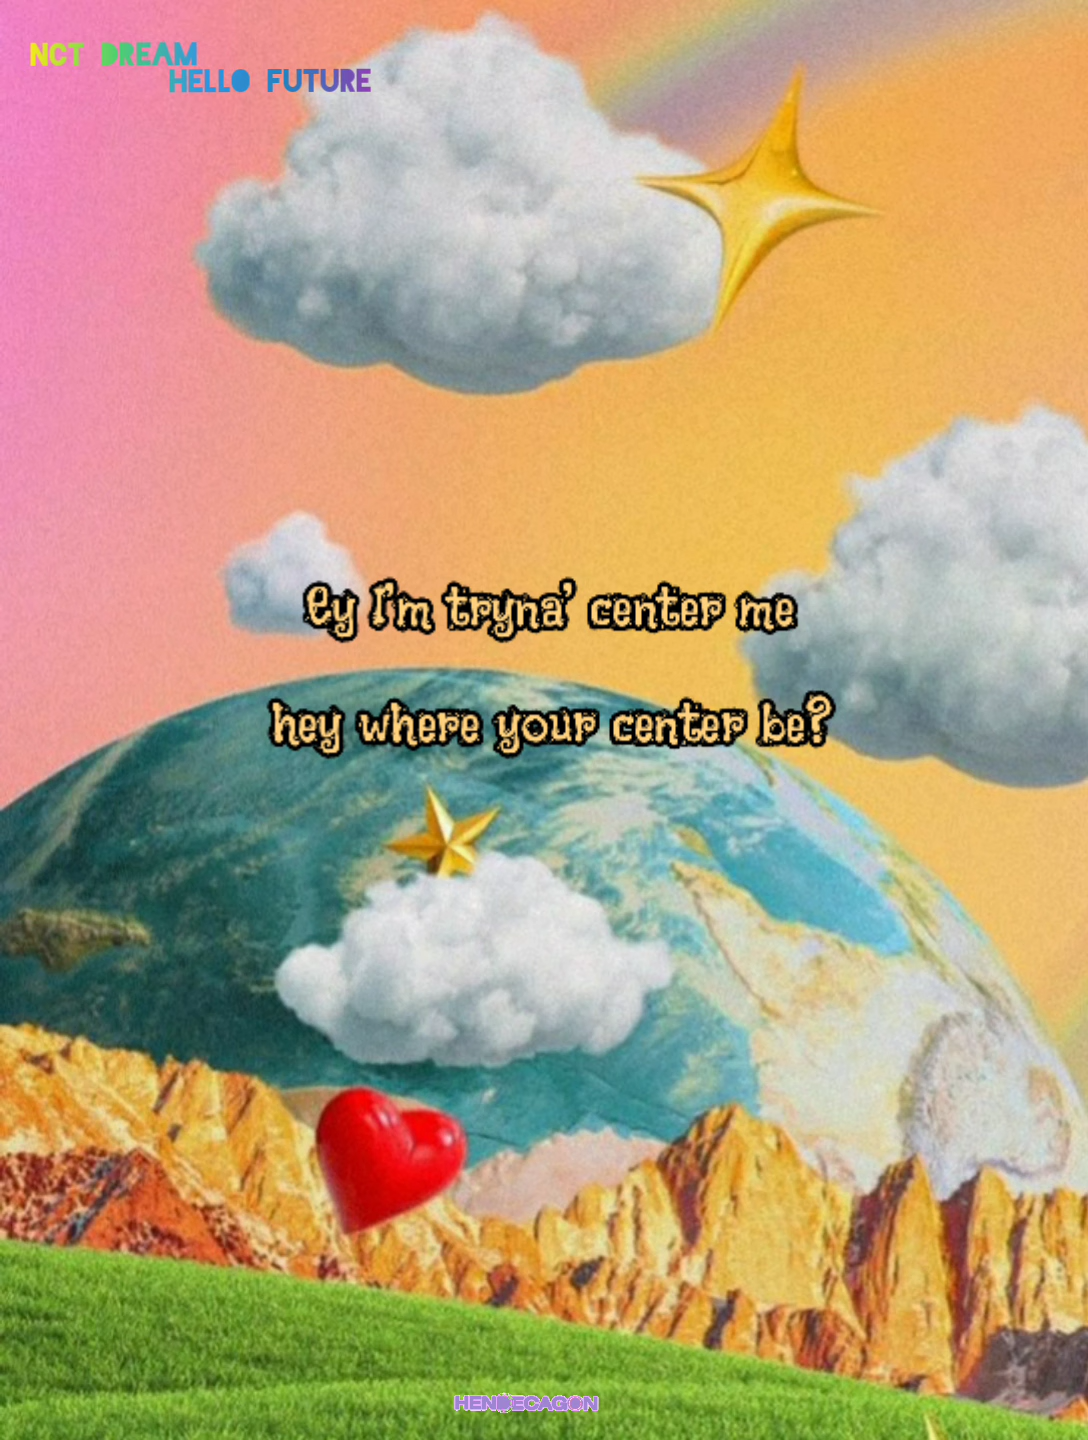 NCT DREAM
HELLO FUTURE
Ey I'm tryna' center me
hey where your center be?
HENDECAGON